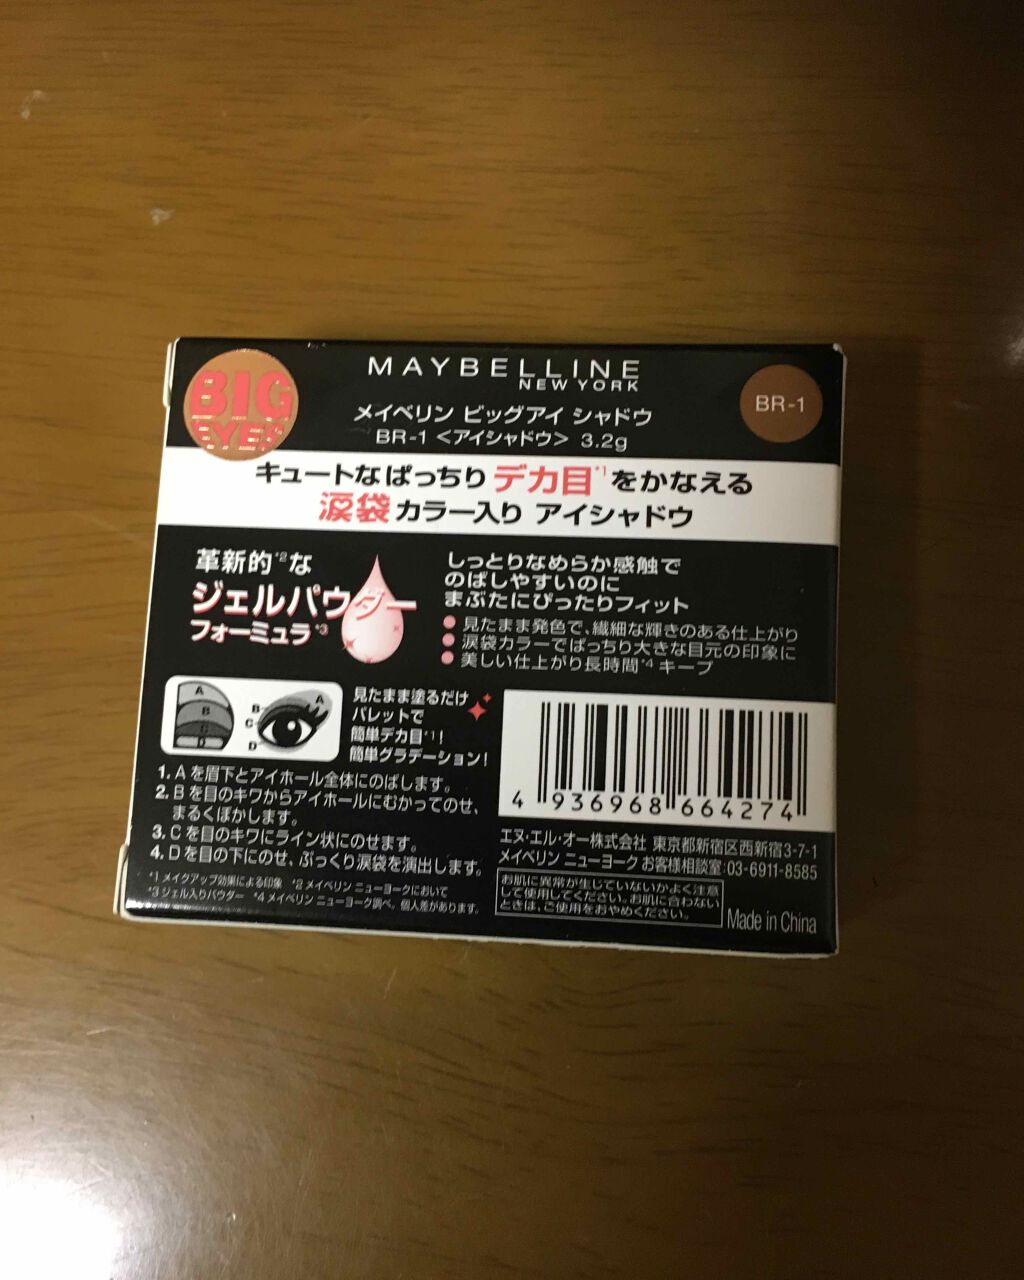 BIG
EYES
MAYBELLINE
NEW YORK
メイベリン ビッグアイ シャドウ
BR-1 <アイシャドウ> 3.2g
BR-1
キュートなぱっちりデカ目*1をかなえる
涙袋カラー入り アイシャドウ
革新的*2な
ジェルパウダー
フォーミュラ*3
しっとりなめらか感触で
のばしやすいのに
まぶたにぴったりフィット
●見たまま発色で、繊細な輝きのある仕上がり
●涙袋カラーでぱっちり大きな目元の印象に
●美しい仕上がり長時間*4キープ
A
B
C
D
A
B
C
D
見たまま塗るだけ
パレットで
簡単デカ目*1!
簡単グラデーション!
1. Aを眉下とアイホール全体にのばします。
2. Bを目のキワからアイホールにむかってのせ、
まるくぼかします。
3. Cを目のキワにライン状にのせます。
4. Dを目の下にのせ、ぷっくり涙袋を演出します。
*1 メイクアップ効果による印象 *2 メイベリン ニューヨークにおいて
*3 ジェル入りパウダー *4 メイベリン ニューヨーク調べ。個人差があります。
4 936968 664274
エヌ・エル・オー株式会社 東京都新宿区西新宿3-7-1
メイベリン ニューヨーク お客様相談室:03-6911-8585
お肌に異常が生じていないかよく注意
して使用してください。お肌に合わない
ときは、ご使用をおやめください。
Made in China